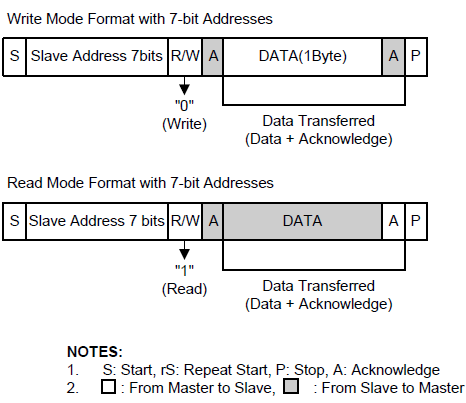 Write Mode Format with 7-bit Addresses
S Slave Address 7bits R/W A DATA(1Byte) A P
"0"
(Write)
Data Transferred
(Data + Acknowledge)
Read Mode Format with 7-bit Addresses
S Slave Address 7 bits R/W A DATA A P
"1"
(Read)
Data Transferred
(Data + Acknowledge)
NOTES:
1. S: Start, rS: Repeat Start, P: Stop, A: Acknowledge
2. : From Master to Slave, : From Slave to Master